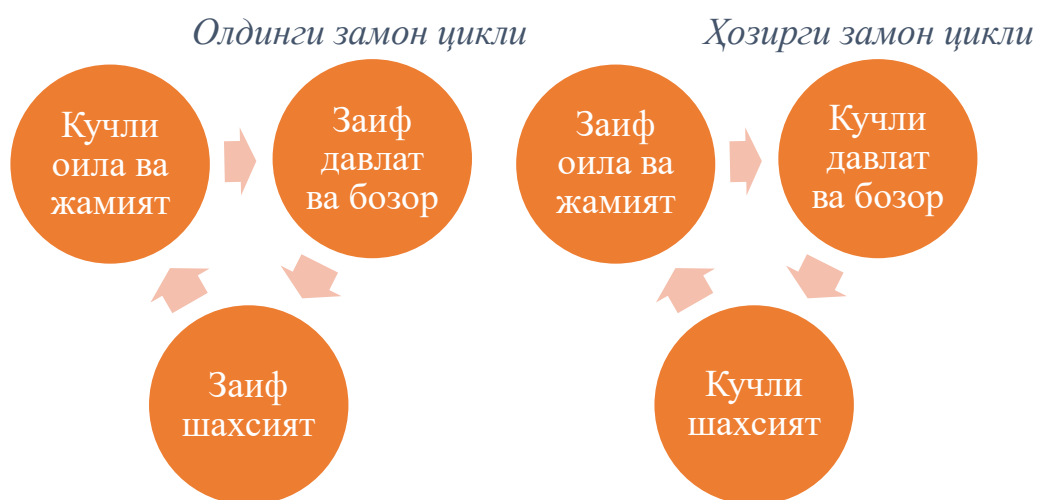 Олдинги замон цикли
Ҳозирги замон цикли
Кучли
оила ва
жамият
Заиф
давлат
ва бозор
Заиф
шахсият
Заиф
оила ва
жамият
Кучли
давлат
ва бозор
Кучли
шахсият